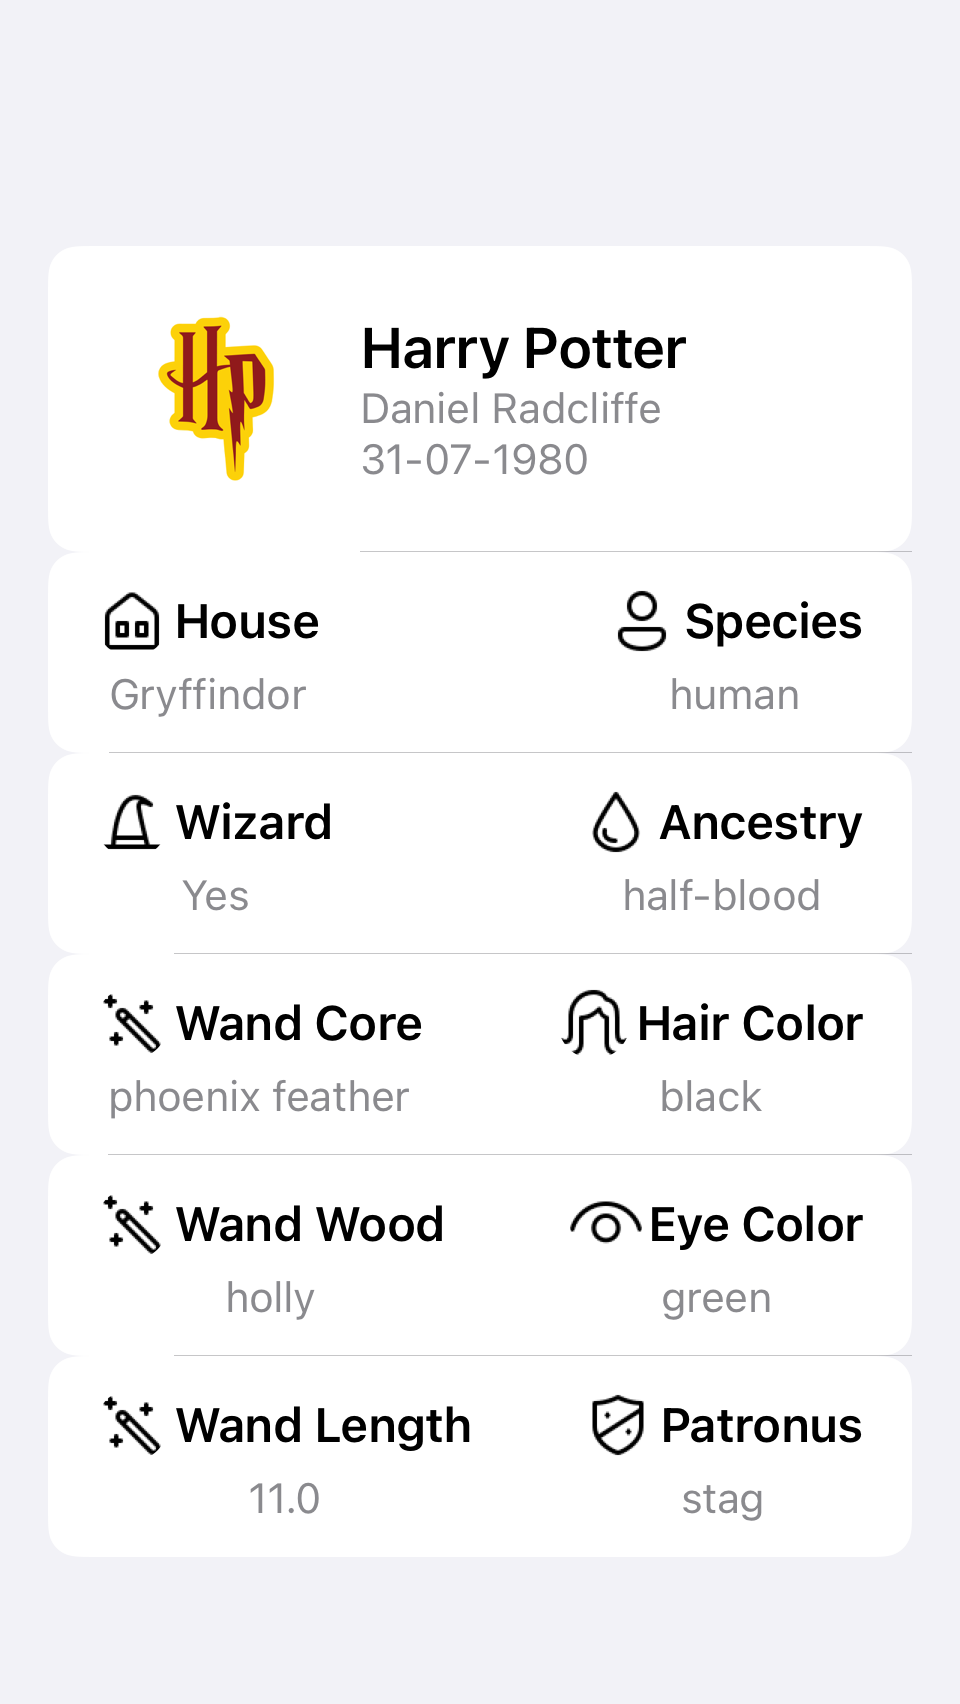 HP
Harry Potter
Daniel Radcliffe
31-07-1980
House
Species
Gryffindor
human
Wizard
Ancestry
Yes
half-blood
Wand Core
Hair Color
phoenix feather
black
Wand Wood
Eye Color
holly
green
Wand Length
Patronus
11.0
stag